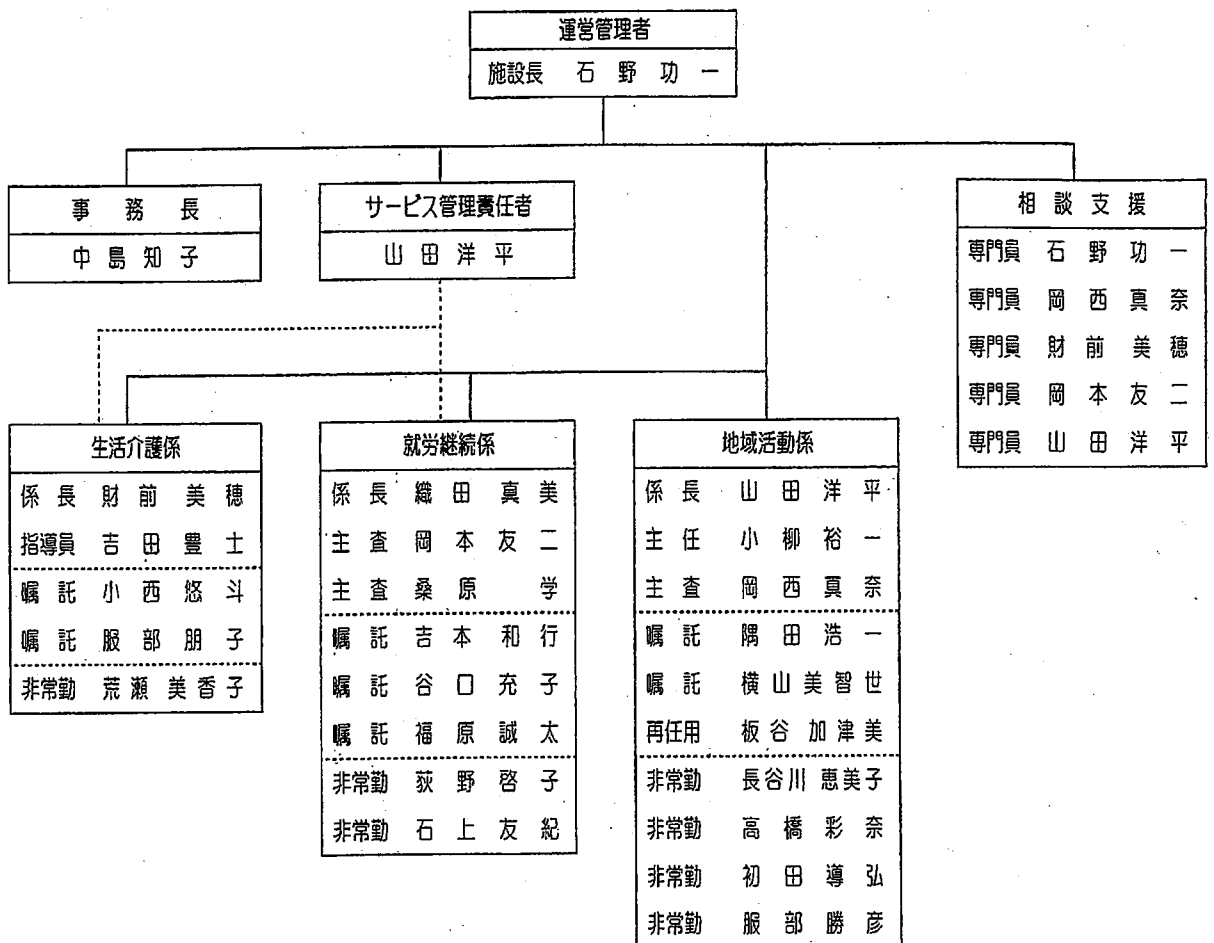 運営管理者
施設長 石野功一
事務長
中島知子
サービス管理責任者
山田洋平
相談支援
専門員 石野功一
専門員 岡西真奈
専門員 財前美穂
専門員 岡本友二
専門員 山田洋平
生活介護係
係長 財前美穂
指導員 吉田豊士
嘱託 小西悠斗
嘱託 服部朋子
非常勤 荒瀬美香子
就労継続係
係長 織田真美
主査 岡本友二
主査 桑原学
嘱託 吉本和行
嘱託 谷口充子
嘱託 福原誠太
非常勤 荻野啓子
非常勤 石上友紀
地域活動係
係長 山田洋平
主任 小柳裕一
主査 岡西真奈
嘱託 隅田浩一
嘱託 横山美智世
再任用 板谷加津美
非常勤 長谷川恵美子
非常勤 高橋彩奈
非常勤 初田導弘
非常勤 服部勝彦